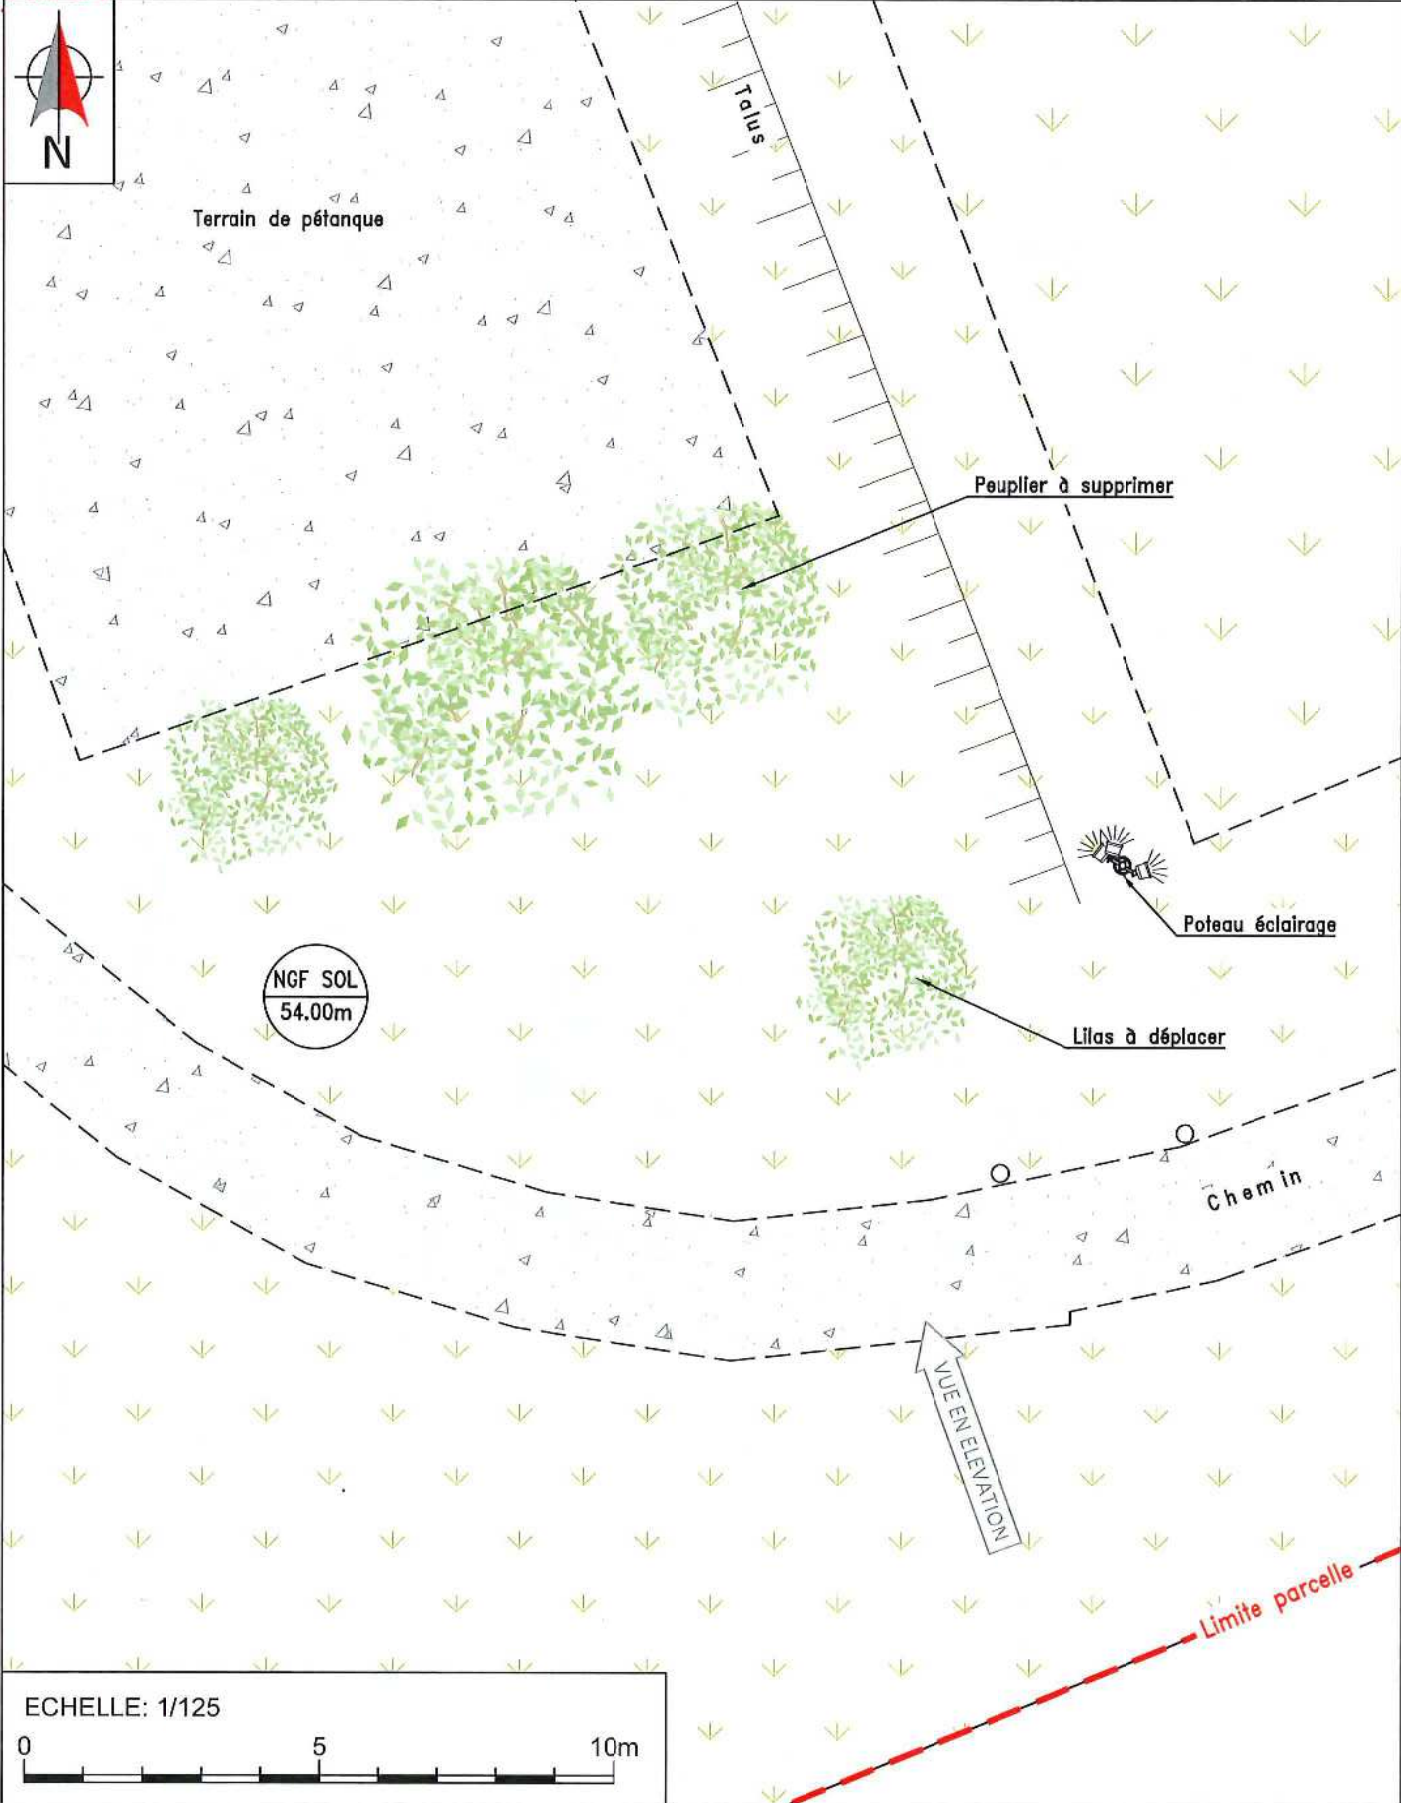 N
Talus
Terrain de pétanque
Peuplier à supprimer
Poteau éclairage
NGF SOL
54.00m
Lilas à déplacer
Chemin
VUE EN ELEVATION
Limite parcelle
ECHELLE: 1/125
0 5 10m